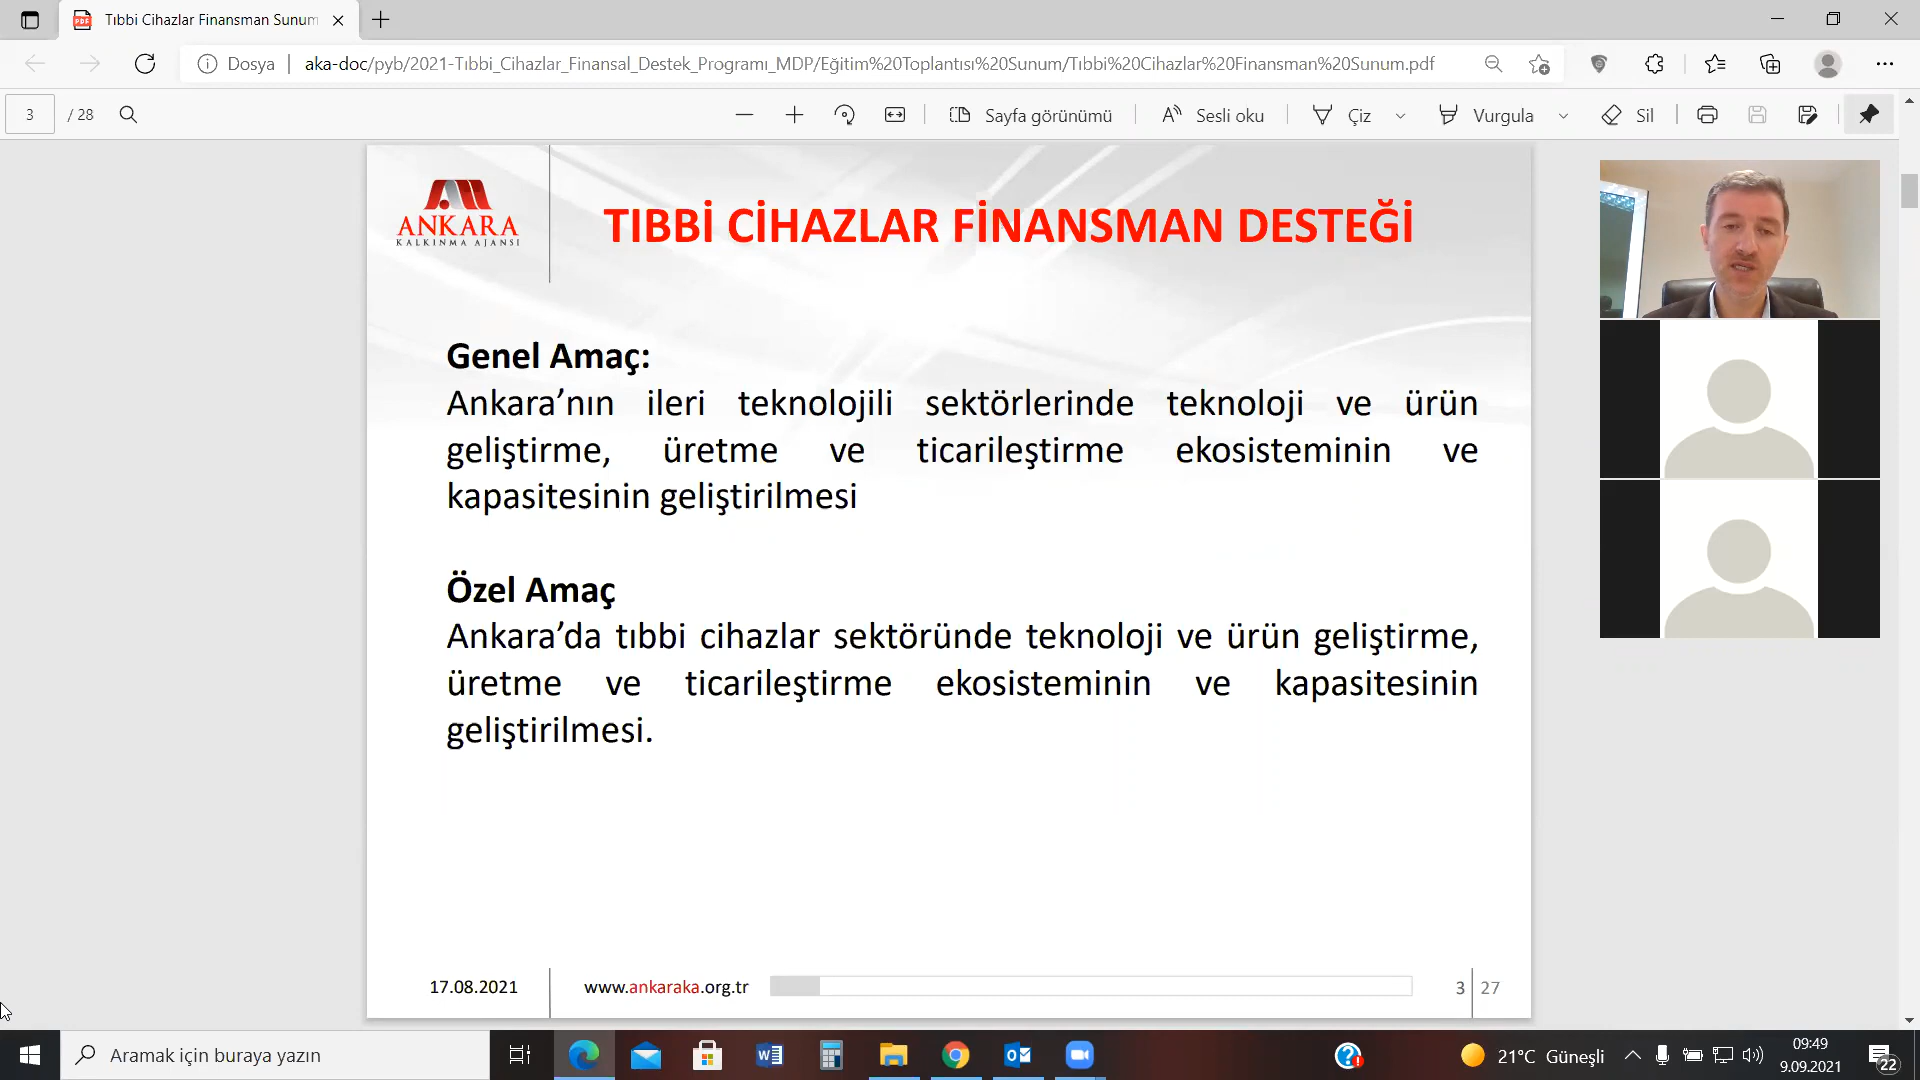 Tıbbi Cihazlar Finansman Sunum
Dosya
aka-doc/pyb/2021-Tıbbi_Cihazlar_Finansal_Destek_Programı_MDP/Eğitim%20Toplantısı%20Sunum/Tıbbi%20Cihazlar%20Finansman%20Sunum.pdf
3 / 28
Sayfa görünümü
Sesli oku
Çiz
Vurgula
Sil
ANKARA
KALKINMA AJANSI
TIBBİ CİHAZLAR FİNANSMAN DESTEĞİ
Genel Amaç:
Ankara’nın ileri teknolojili sektörlerinde teknoloji ve ürün
geliştirme, üretme ve ticarileştirme ekosisteminin ve
kapasitesinin geliştirilmesi
Özel Amaç
Ankara’da tıbbi cihazlar sektöründe teknoloji ve ürün geliştirme,
üretme ve ticarileştirme ekosisteminin ve kapasitesinin
geliştirilmesi.
17.08.2021
www.ankaraka.org.tr
3 27
Aramak için buraya yazın
21°C Güneşli
09:49
9.09.2021
22